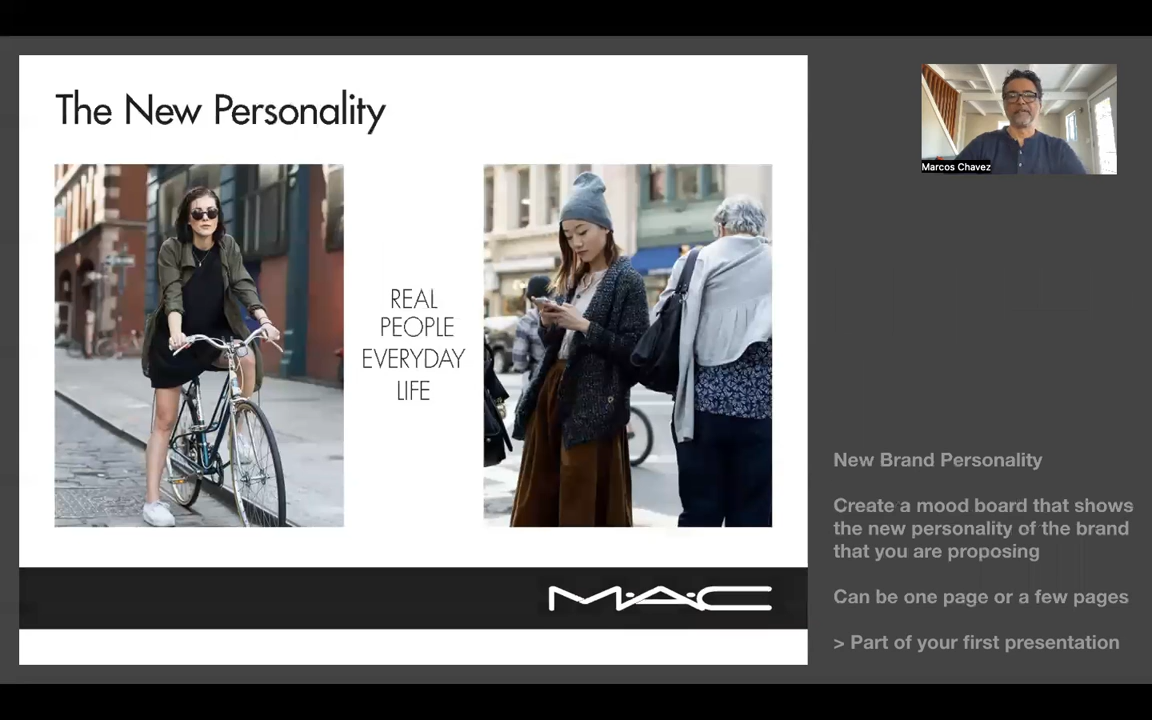 The New Personality
REAL
PEOPLE
EVERYDAY
LIFE
MAC
Marcos Chavez
New Brand Personality
Create a mood board that shows
the new personality of the brand
that you are proposing
Can be one page or a few pages
> Part of your first presentation